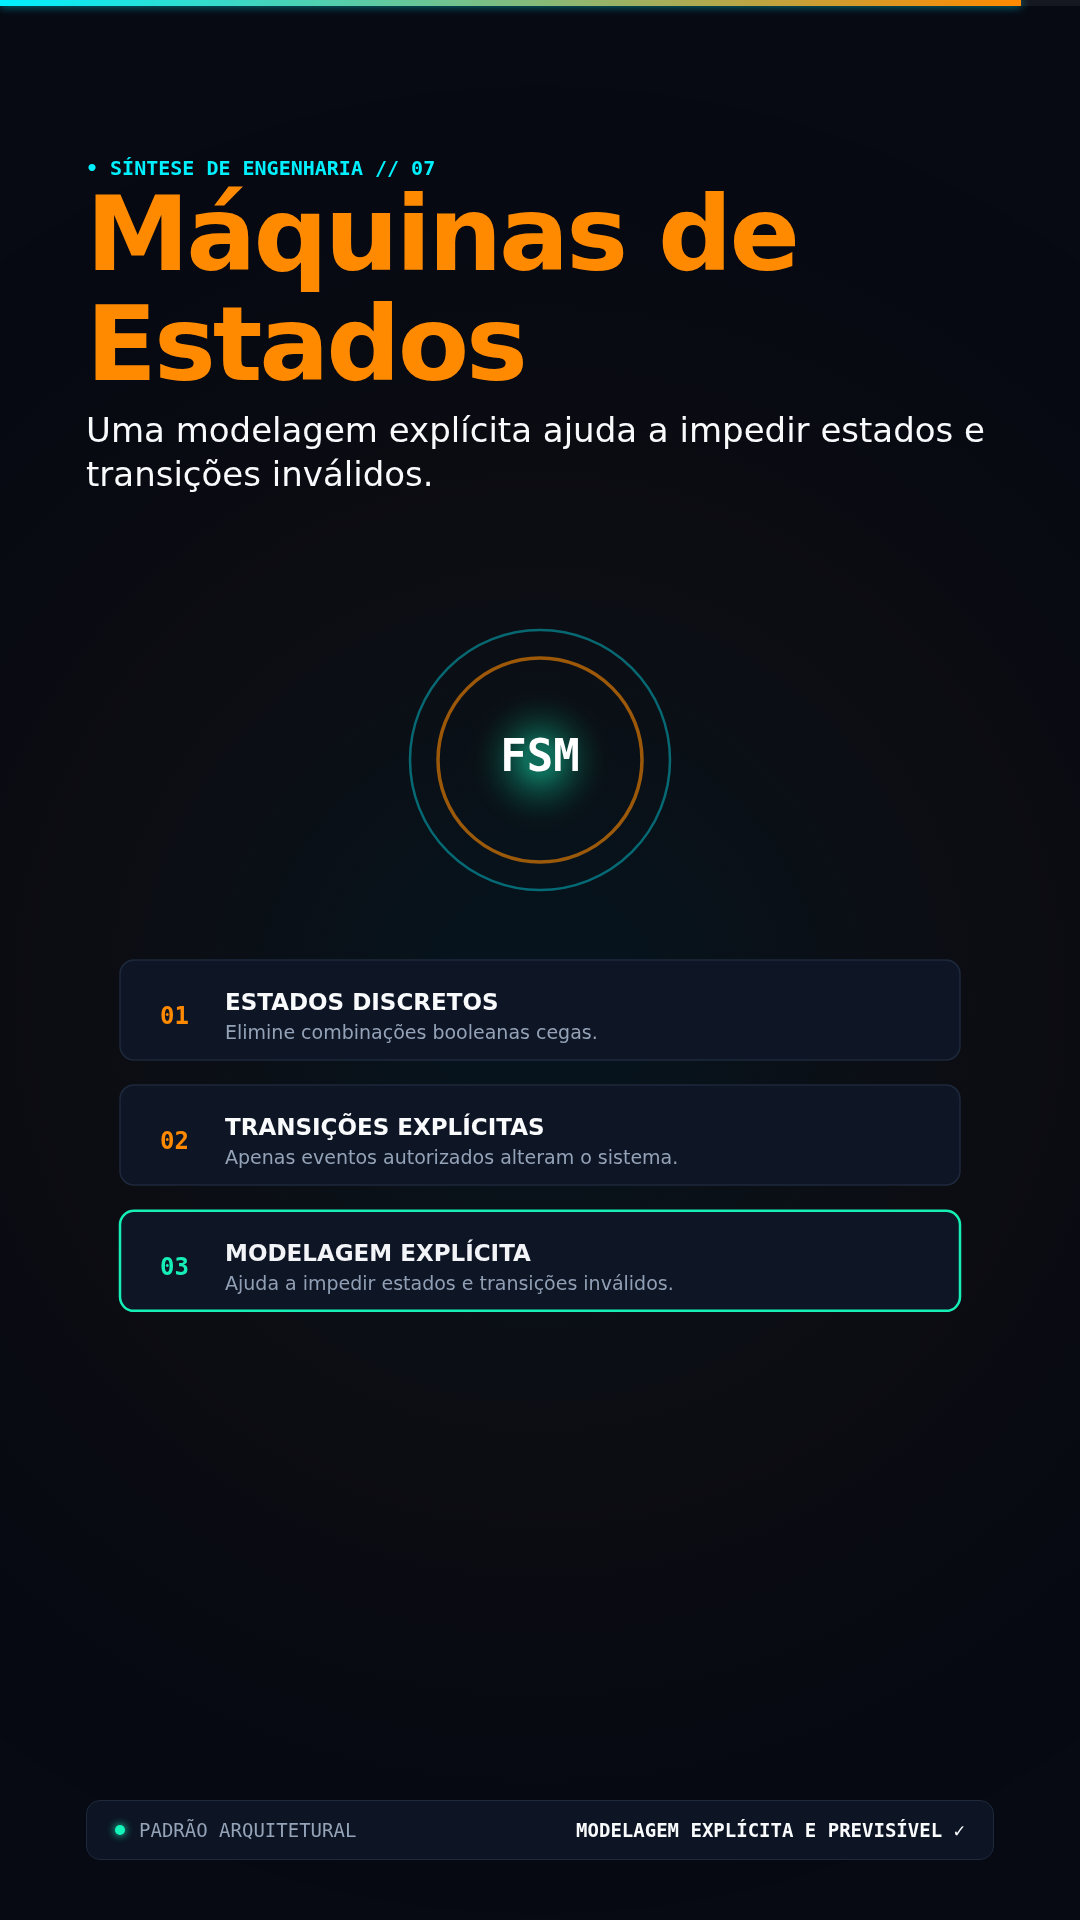 • SÍNTESE DE ENGENHARIA // 07
Máquinas de
Estados
Uma modelagem explícita ajuda a impedir estados e
transições inválidos.
FSM
01
ESTADOS DISCRETOS
Elimine combinações booleanas cegas.
02
TRANSIÇÕES EXPLÍCITAS
Apenas eventos autorizados alteram o sistema.
03
MODELAGEM EXPLÍCITA
Ajuda a impedir estados e transições inválidos.
PADRÃO ARQUITETURAL
MODELAGEM EXPLÍCITA E PREVISÍVEL ✓